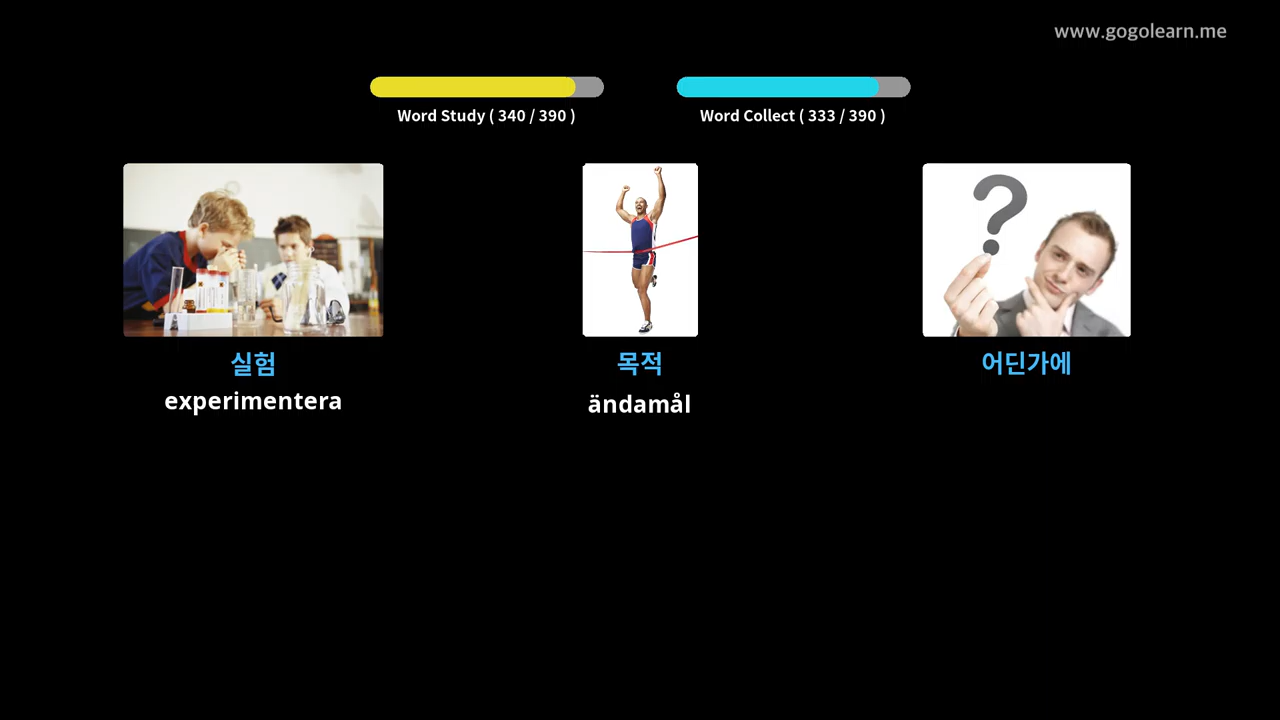 www.gogolearn.me
Word Study ( 340 / 390 )
Word Collect ( 333 / 390 )
실험
목적
어딘가에
experimentera
ändamål